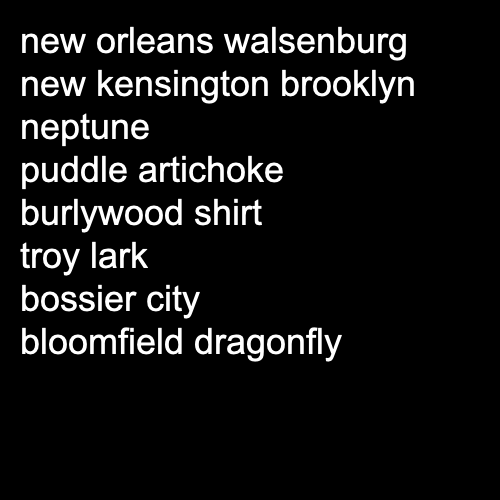 new orleans walsenburg
new kensington brooklyn
neptune
puddle artichoke
burlywood shirt
troy lark
bossier city
bloomfield dragonfly